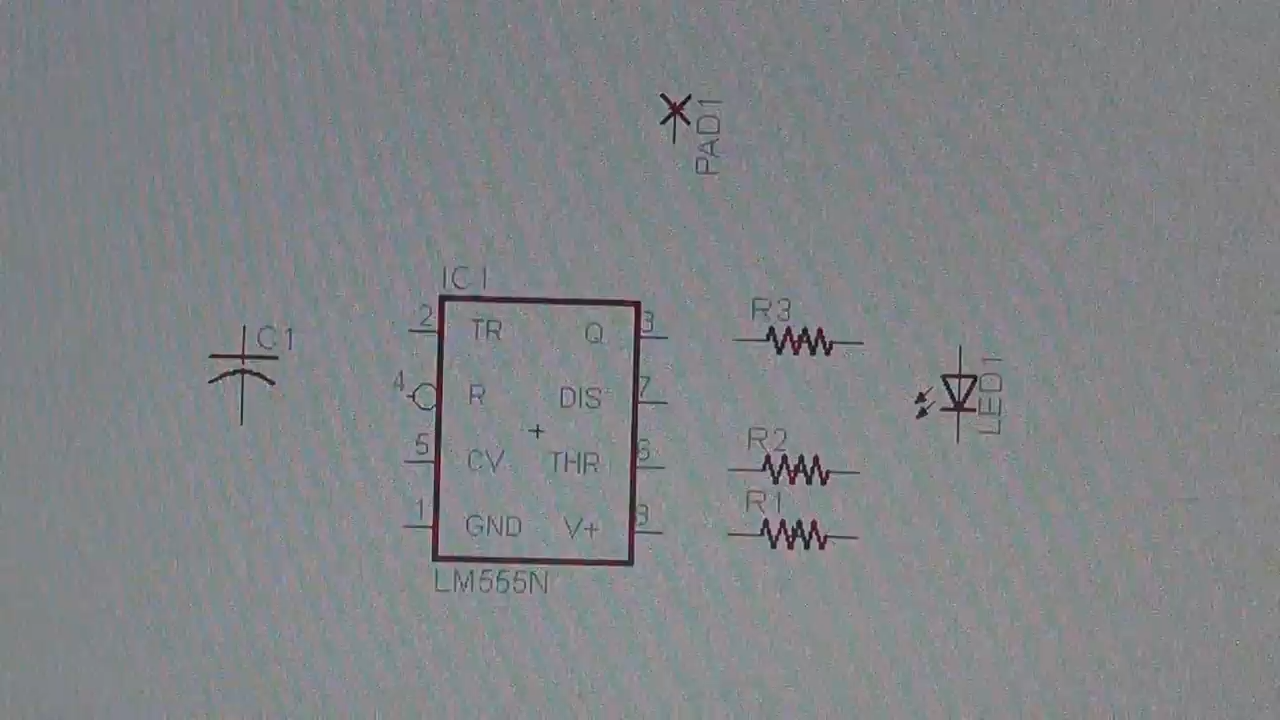 PAD1
IC1
C1
2 TR Q 3
R3
4 R DIS 7
LED1
5 CV THR 6
R2
1 GND V+ 8
R1
LM555N